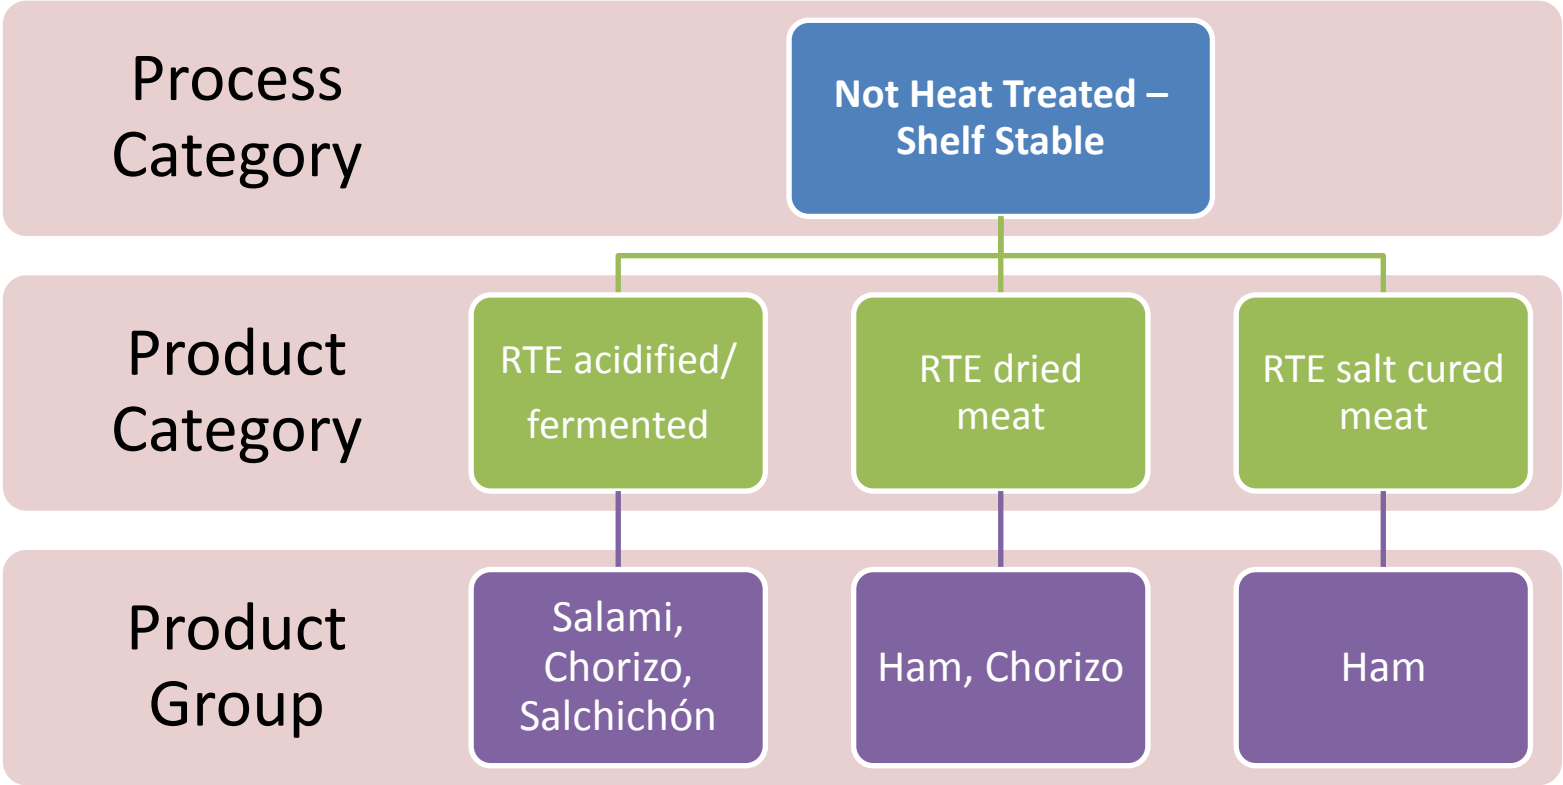 Process
Category
Not Heat Treated –
Shelf Stable
Product
Category
RTE acidified/
fermented
RTE dried
meat
RTE salt cured
meat
Product
Group
Salami,
Chorizo,
Salchichón
Ham, Chorizo
Ham